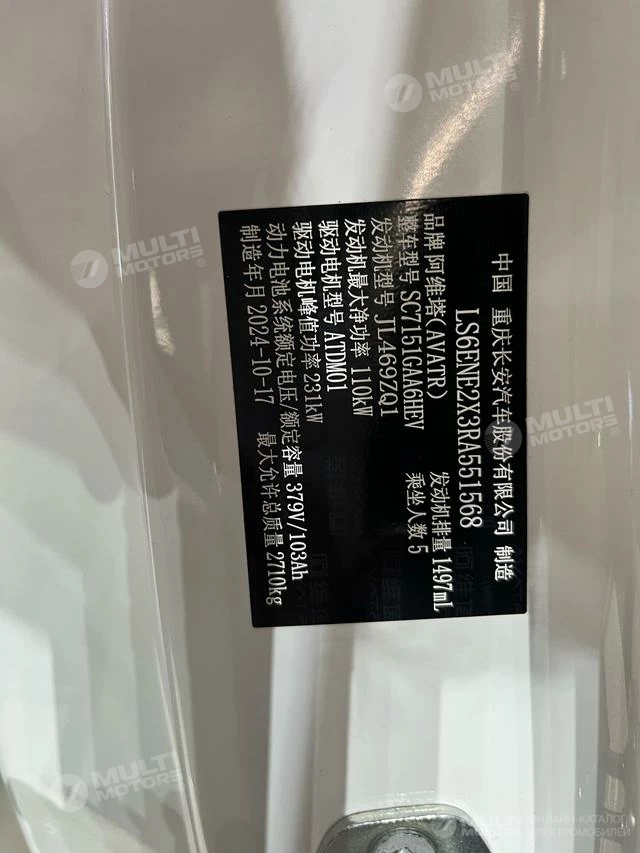 中国 重庆长安汽车股份有限公司 制造
LS6ENE2X3RA551568
品牌 阿维塔(AVATR) 发动机排量 1497mL
整车型号 SC7151GAA6HEV 乘坐人数 5
发动机型号 JL469ZQ1
发动机最大净功率 110kW
驱动电机型号 ATDM01
驱动电机峰值功率 231kW
动力电池系统额定电压/额定容量 379V/103Ah
制造年月 2024-10-17 最大允许总质量 2710kg
MULTI
MOTORS
MULTI
MOTORS
MULTI
MOTORS
MULTI
MOTORS
MULTI
MOTORS
ОНЛАЙН-КАТАЛОГ
ЭЛЕКТРОМОБИЛЕЙ